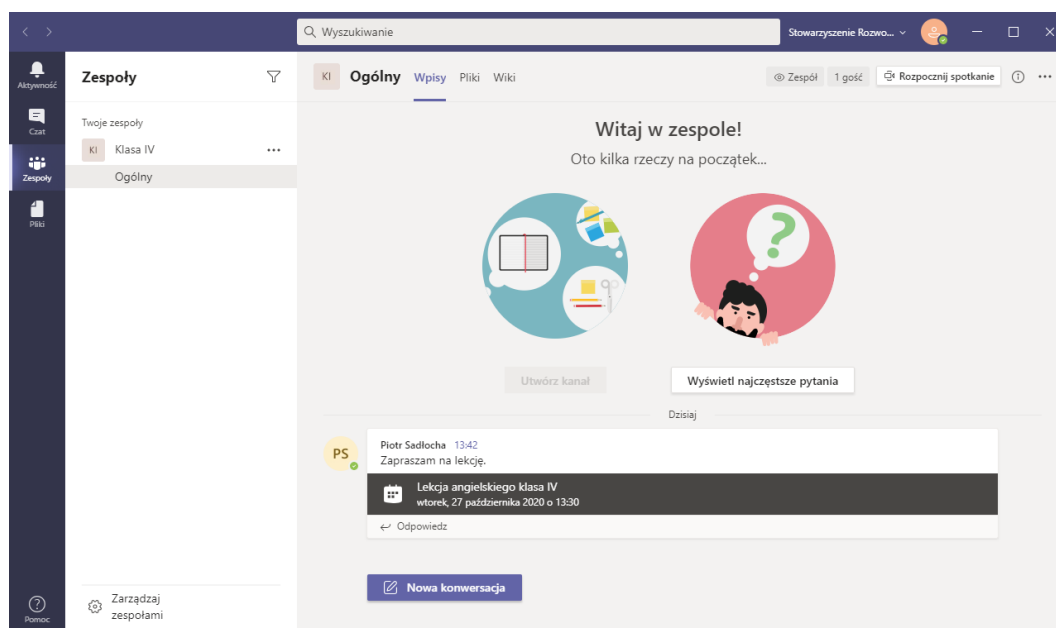 Wyszukiwanie
Stowarzyszenie Rozwo...
Aktywność
Czat
Zespoły
Pliki
Pomoc
Zespoły
Twoje zespoły
KI Klasa IV
Ogólny
Zarządzaj
zespołami
KI Ogólny Wpisy Pliki Wiki
Zespół 1 gość Rozpocznij spotkanie
Witaj w zespole!
Oto kilka rzeczy na początek...
?
Utwórz kanał
Wyświetl najczęstsze pytania
Dzisiaj
PS
Piotr Sadłocha 13:42
Zapraszam na lekcję.
Lekcja angielskiego klasa IV
wtorek, 27 października 2020 o 13:30
Odpowiedz
Nowa konwersacja